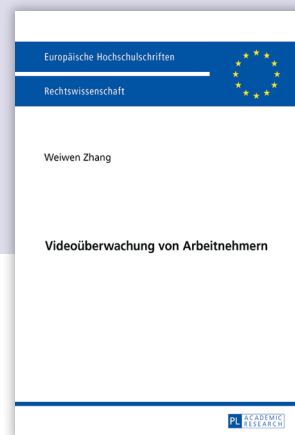 Europäische Hochschulschriften
Rechtswissenschaft
Weiwen Zhang
Videoüberwachung von Arbeitnehmern
PL ACADEMIC
RESEARCH